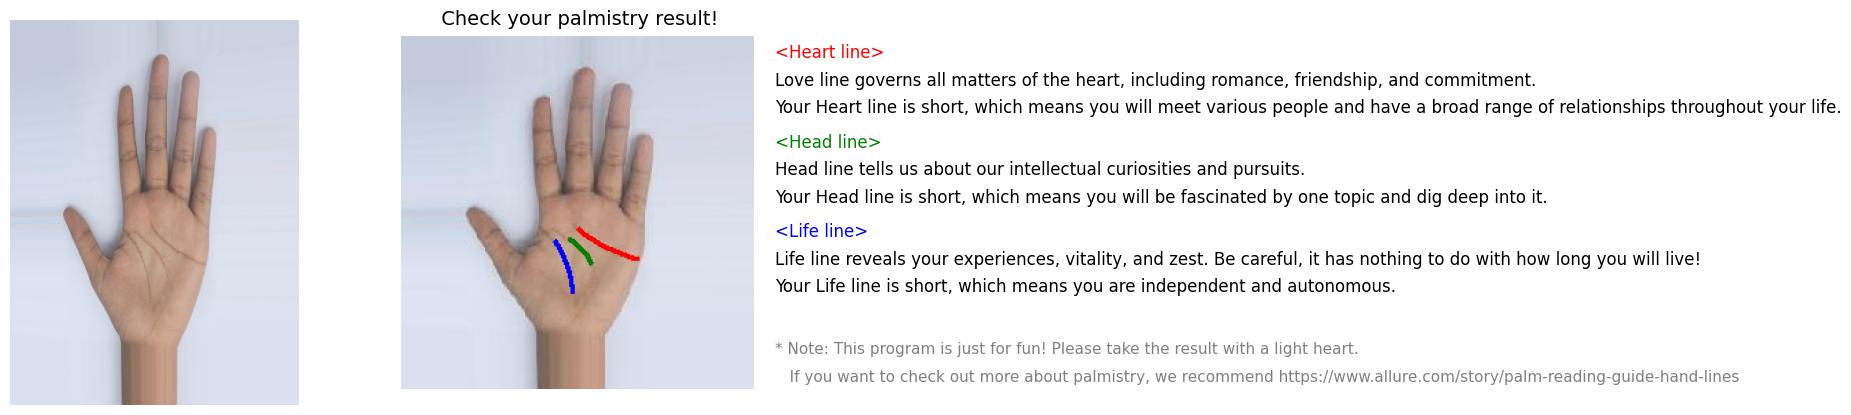 Check your palmistry result!
<Heart line>
Love line governs all matters of the heart, including romance, friendship, and commitment.
Your Heart line is short, which means you will meet various people and have a broad range of relationships throughout your life.
<Head line>
Head line tells us about our intellectual curiosities and pursuits.
Your Head line is short, which means you will be fascinated by one topic and dig deep into it.
<Life line>
Life line reveals your experiences, vitality, and zest. Be careful, it has nothing to do with how long you will live!
Your Life line is short, which means you are independent and autonomous.
* Note: This program is just for fun! Please take the result with a light heart.
If you want to check out more about palmistry, we recommend https://www.allure.com/story/palm-reading-guide-hand-lines